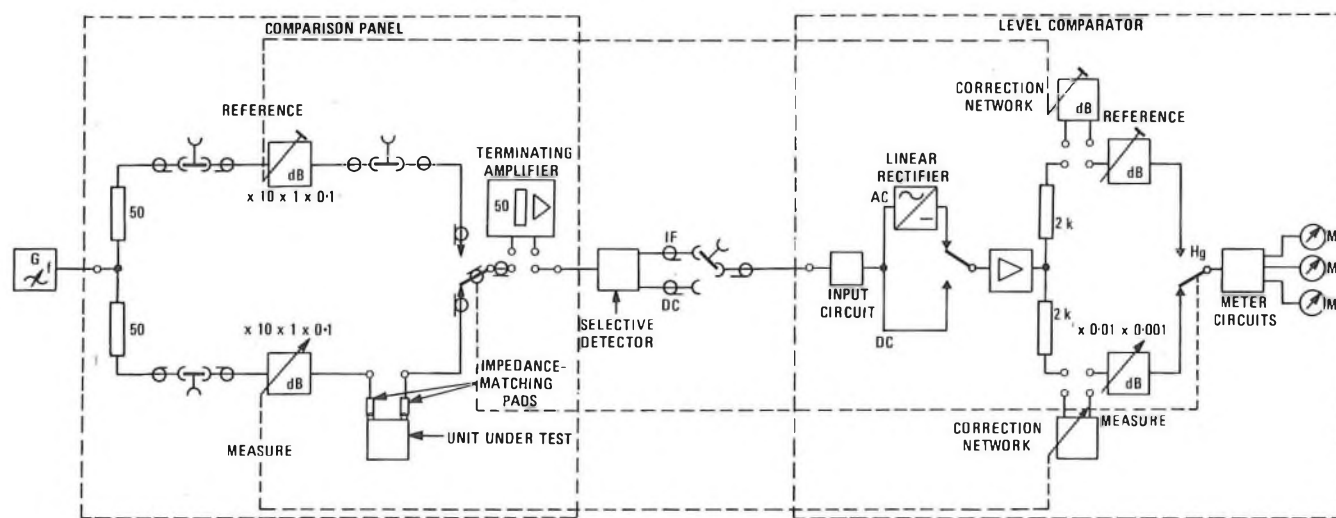 COMPARISON PANEL
LEVEL COMPARATOR
REFERENCE
dB
x 10 x 1 x 0·1
TERMINATING
AMPLIFIER
50
50
50
G
f
x 10 x 1 x 0·1
dB
MEASURE
IMPEDANCE-
MATCHING
PADS
UNIT UNDER TEST
IF
DC
SELECTIVE
DETECTOR
INPUT
CIRCUIT
LINEAR
RECTIFIER
AC
DC
CORRECTION
NETWORK
dB
REFERENCE
dB
2 k
2 k
Hg
x 0·01 x 0·001
dB
MEASURE
CORRECTION
NETWORK
METER
CIRCUITS
M
M
M